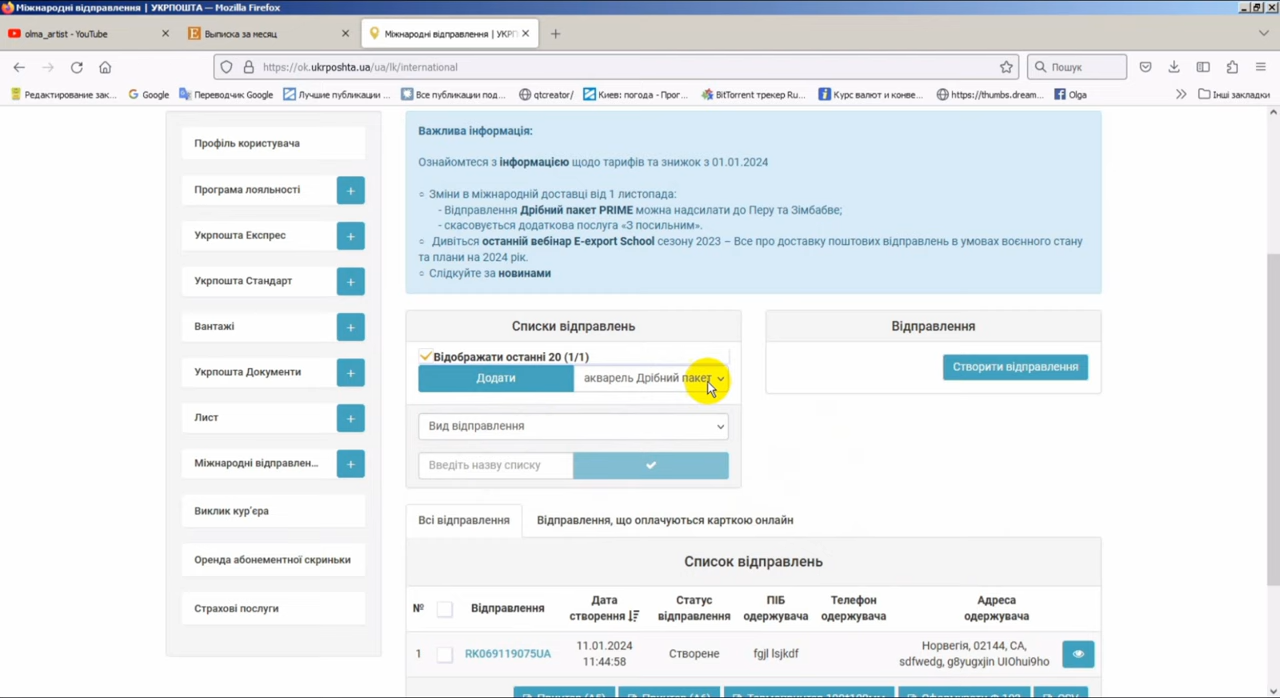 Міжнародні відправлення | УКРПОШТА — Mozilla Firefox
olma_artist - YouTube
Выписка за месяц
Міжнародні відправлення | УКРП
https://ok.ukrposhta.ua/ua/lk/international
Пошук
Редактирование зак...
Google
Переводчик Google
Лучшие публикации ...
Все публикации под...
qtcreator/
Киев: погода - Прог...
BitTorrent трекер Ru...
Курс валют и конве...
https://thumbs.dream...
Olga
Інші закладки
Профіль користувача
Програма лояльності
Укрпошта Експрес
Укрпошта Стандарт
Вантажі
Укрпошта Документи
Лист
Міжнародні відправлен...
Виклик кур'єра
Оренда абонементної скриньки
Страхові послуги
Важлива інформація:
Ознайомтеся з інформацією щодо тарифів та знижок з 01.01.2024
Зміни в міжнародній доставці від 1 листопада:
- Відправлення Дрібний пакет PRIME можна надсилати до Перу та Зімбабве;
- скасовується додаткова послуга «З посильним».
Дивіться останній вебінар E-export School сезону 2023 – Все про доставку поштових відправлень в умовах воєнного стану
та плани на 2024 рік.
Слідкуйте за новинами
Списки відправлень
Відображати останні 20 (1/1)
Додати
акварель Дрібний пакет
Вид відправлення
Введіть назву списку
Відправлення
Створити відправлення
Всі відправлення
Відправлення, що оплачуються карткою онлайн
Список відправлень
№ Відправлення Дата створення Статус відправлення ПІБ одержувача Телефон одержувача Адреса одержувача
1 RK069119075UA 11.01.2024 11:44:58 Створене fgjl lsjkdf Норвегія, 02144, CA, sdfwedg, g8yugxjin UIOhui9ho